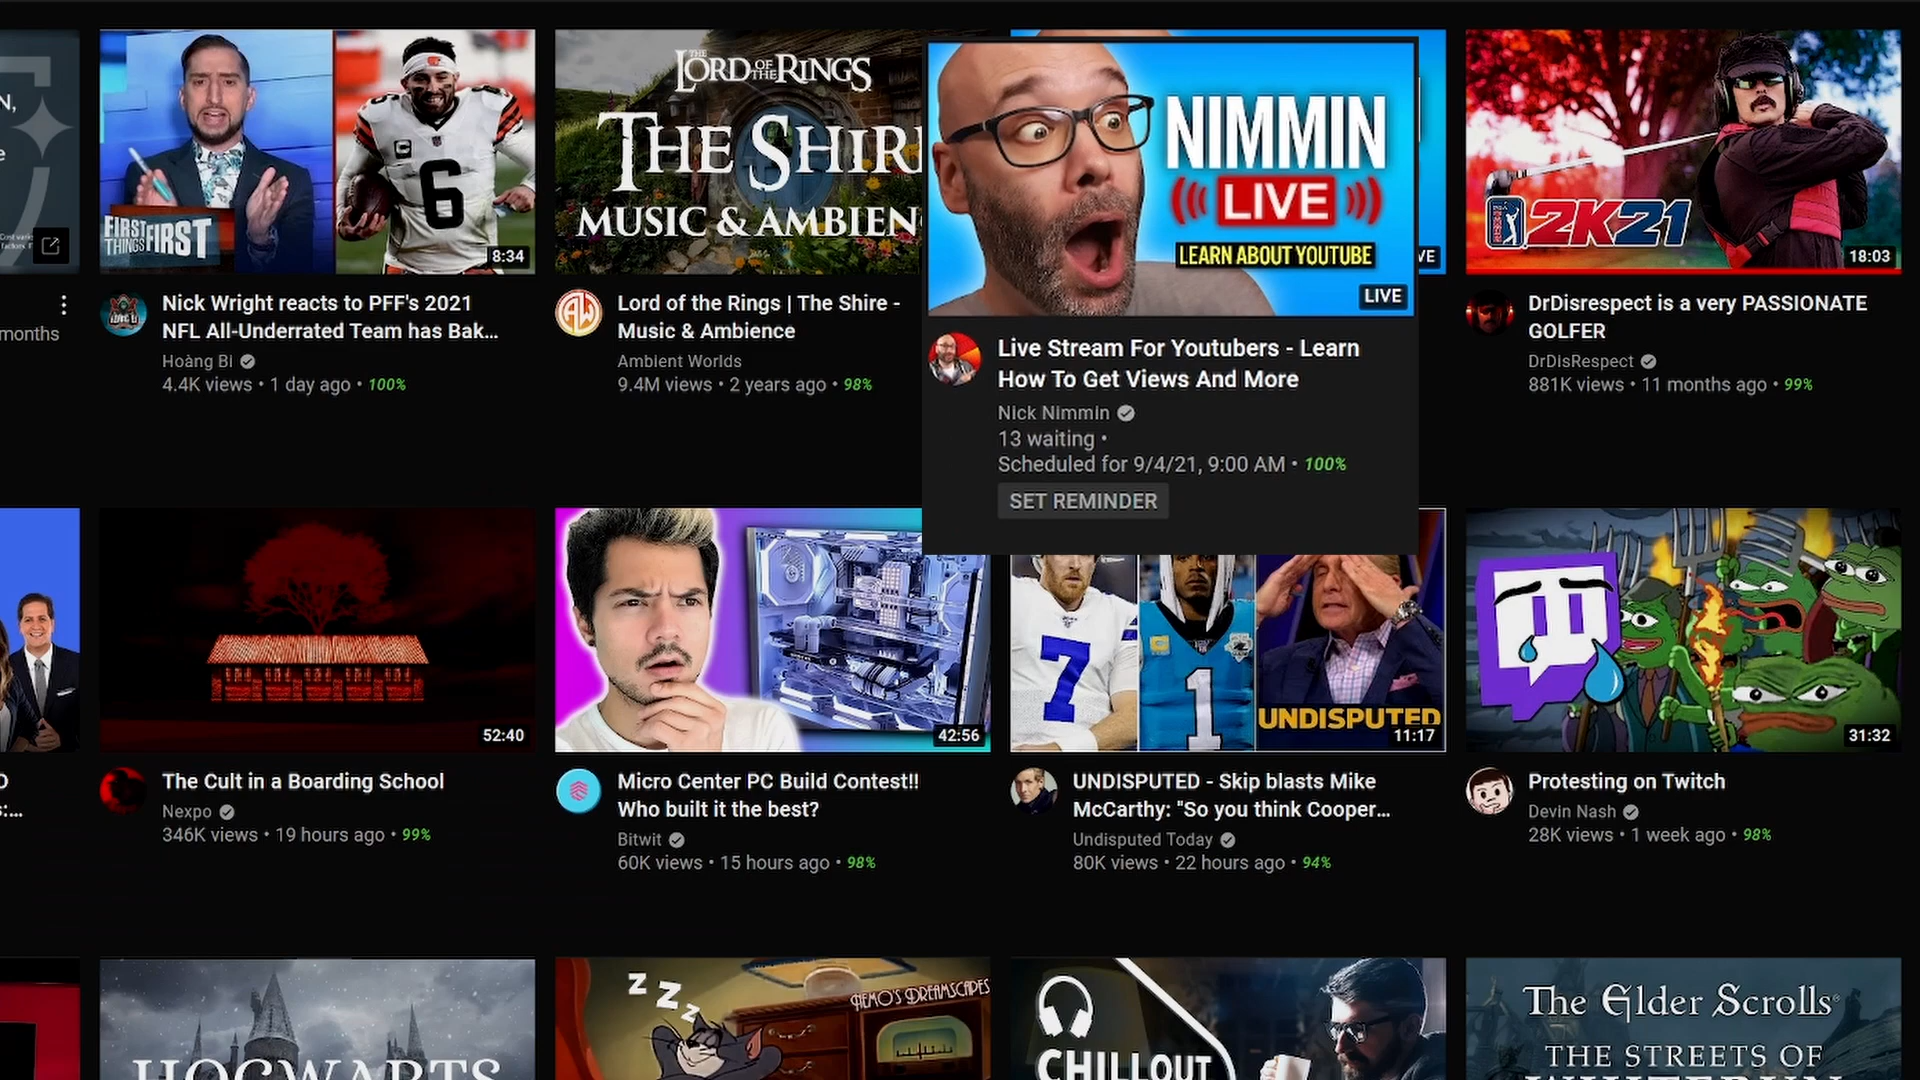 N,
e
months
FIRST
THINGS FIRST
6
8:34
Nick Wright reacts to PFF's 2021
NFL All-Underrated Team has Bak...
Hoàng Bi
4.4K views • 1 day ago • 100%
THE
LORD OF THE RINGS
THE SHIR
MUSIC & AMBIEN
Lord of the Rings | The Shire -
Music & Ambience
Ambient Worlds
9.4M views • 2 years ago • 98%
NIMMIN
LIVE
LEARN ABOUT YOUTUBE
LIVE
VE
Live Stream For Youtubers - Learn
How To Get Views And More
Nick Nimmin
13 waiting •
Scheduled for 9/4/21, 9:00 AM • 100%
SET REMINDER
2K21
18:03
DrDisrespect is a very PASSIONATE
GOLFER
DrDisRespect
881K views • 11 months ago • 99%
O
s:...
52:40
The Cult in a Boarding School
Nexpo
346K views • 19 hours ago • 99%
42:56
Micro Center PC Build Contest!!
Who built it the best?
Bitwit
60K views • 15 hours ago • 98%
7
1
UNDISPUTED
11:17
UNDISPUTED - Skip blasts Mike
McCarthy: "So you think Cooper...
Undisputed Today
80K views • 22 hours ago • 94%
31:32
Protesting on Twitch
Devin Nash
28K views • 1 week ago • 98%
HOGWARTS
Z Z Z
NEMO'S DREAMSCAPES
CHILLOUT
The Elder Scrolls
THE STREETS OF
WHITERUN